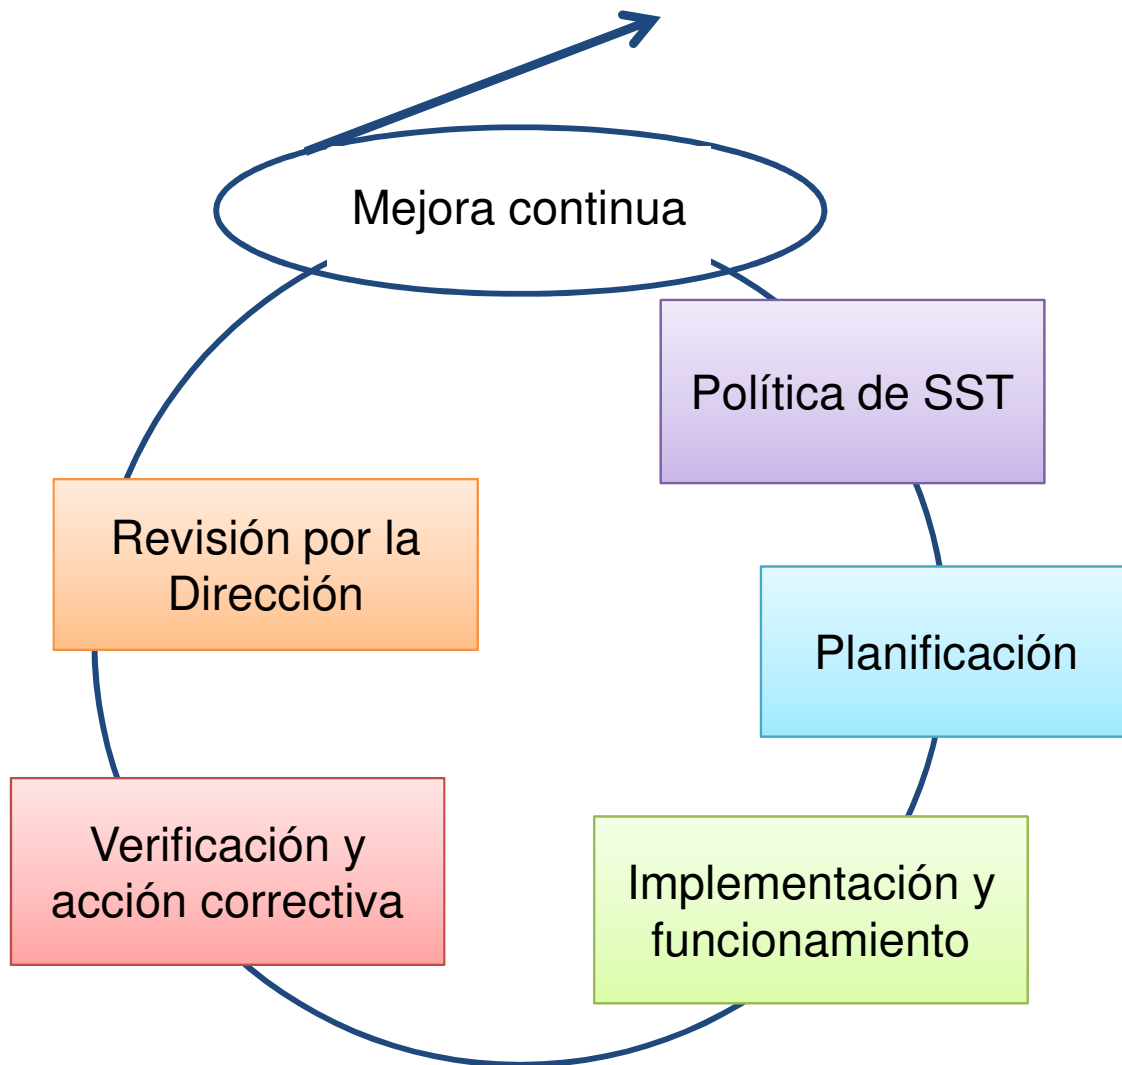 Mejora continua
Política de SST
Planificación
Implementación y
funcionamiento
Verificación y
acción correctiva
Revisión por la
Dirección